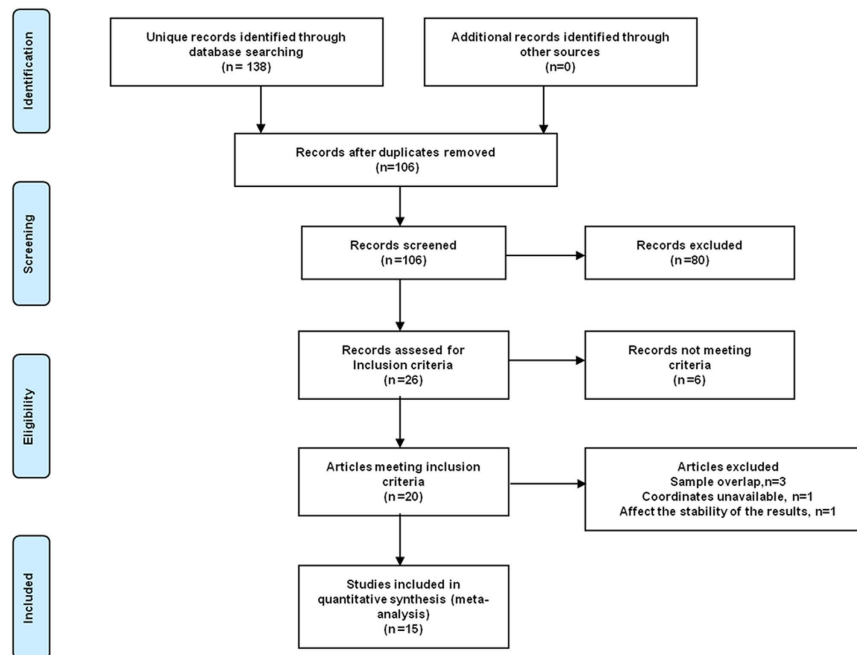 Identification
Unique records identified through
database searching
(n= 138)
Additional records identified through
other sources
(n=0)
Records after duplicates removed
(n=106)
Screening
Records screened
(n=106)
Records excluded
(n=80)
Eligibility
Records assesed for
Inclusion criteria
(n=26)
Records not meeting
criteria
(n=6)
Articles meeting inclusion
criteria
(n=20)
Articles excluded
Sample overlap,n=3
Coordinates unavailable, n=1
Affect the stability of the results, n=1
Included
Studies included in
quantitative synthesis (meta-
analysis)
(n=15)